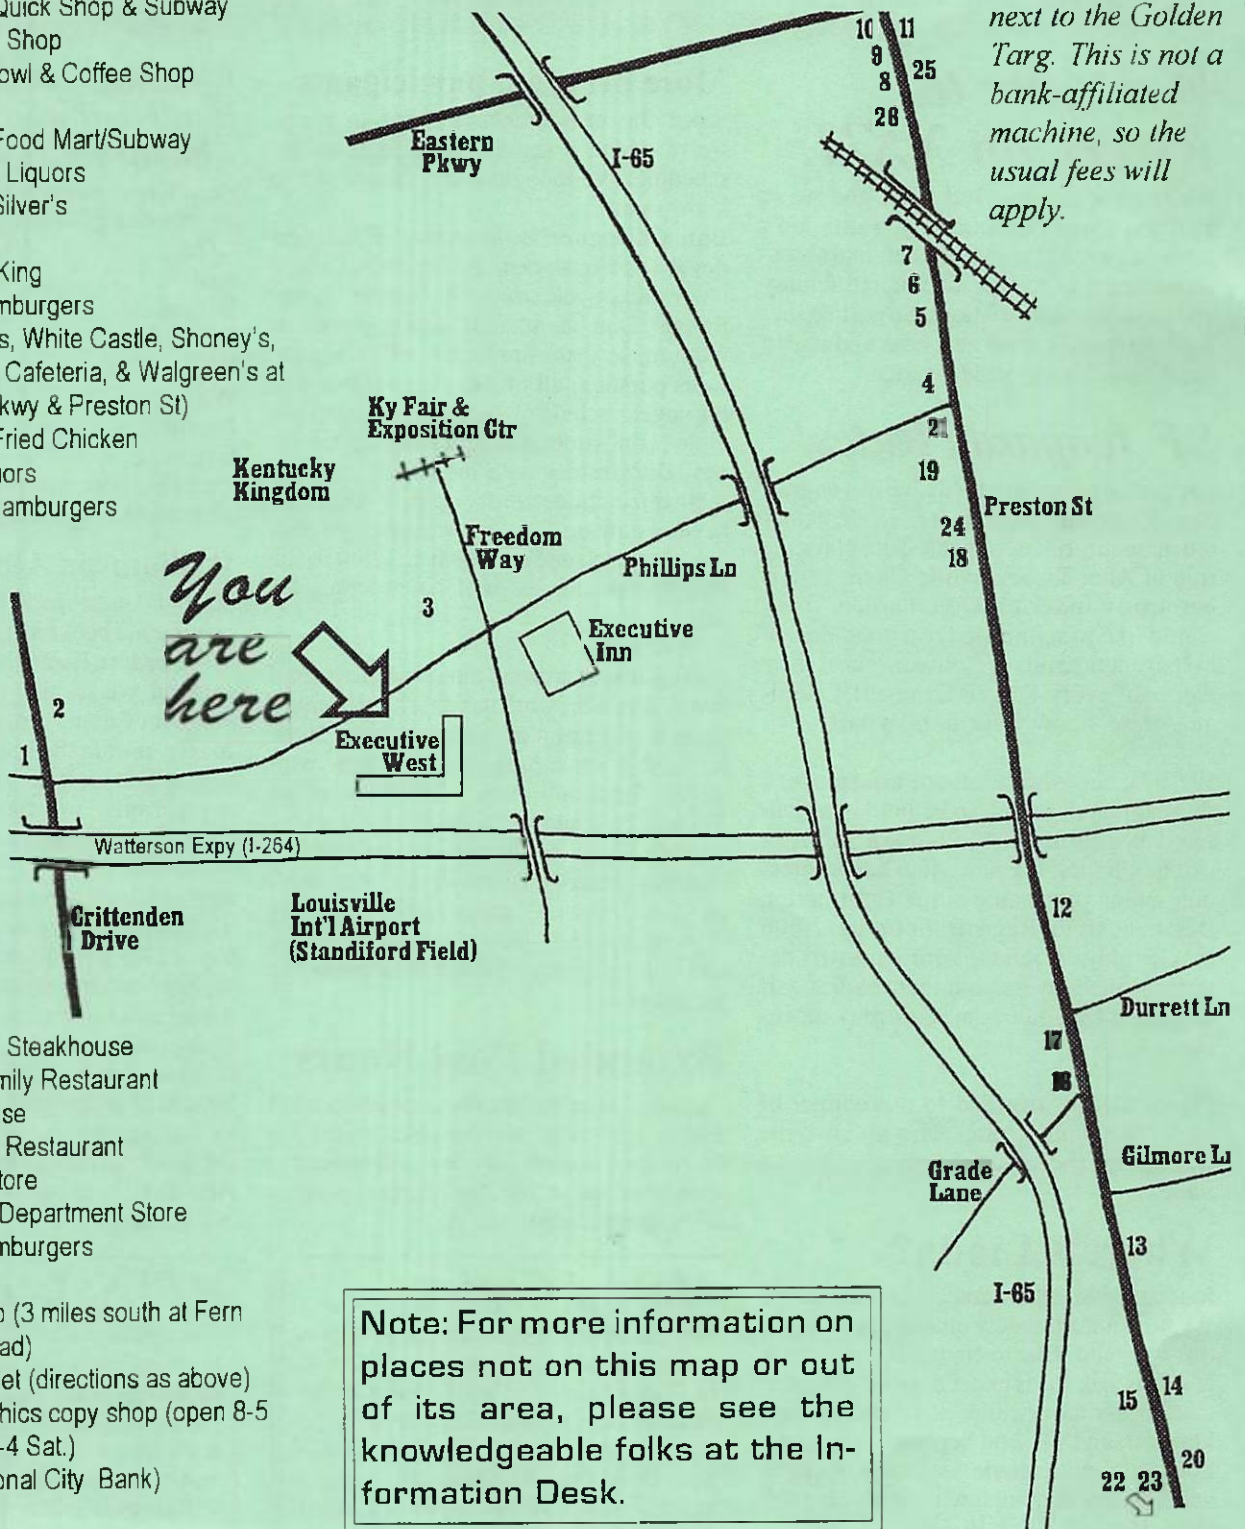 Quick Shop & Subway
Shop
owl & Coffee Shop
Food Mart/Subway
Liquors
Silver's
King
mburgers
s, White Castle, Shoney's,
Cafeteria, & Walgreen's at
kwy & Preston St)
Fried Chicken
uors
amburgers
next to the Golden
Targ. This is not a
bank-affiliated
machine, so the
usual fees will
apply.
10 11
9
8 25
26
Eastern
Pkwy
I-65
7
6
5
4
21
19
24
18
Preston St
Ky Fair &
Exposition Ctr
Kentucky
Kingdom
Freedom
Way
Phillips Ln
3
Executive
Inn
You
are
here
Executive
West
2
1
Watterson Expy (I-264)
Crittenden
Drive
Louisville
Int'l Airport
(Standiford Field)
12
Durrett Ln
17
16
Gilmore Ln
Grade
Lane
13
I-65
15 14
20
22 23
Steakhouse
mily Restaurant
se
Restaurant
tore
Department Store
mburgers
o (3 miles south at Fern
ad)
et (directions as above)
hics copy shop (open 8-5
-4 Sat.)
onal City Bank)
Note: For more information on
places not on this map or out
of its area, please see the
knowledgeable folks at the In-
formation Desk.